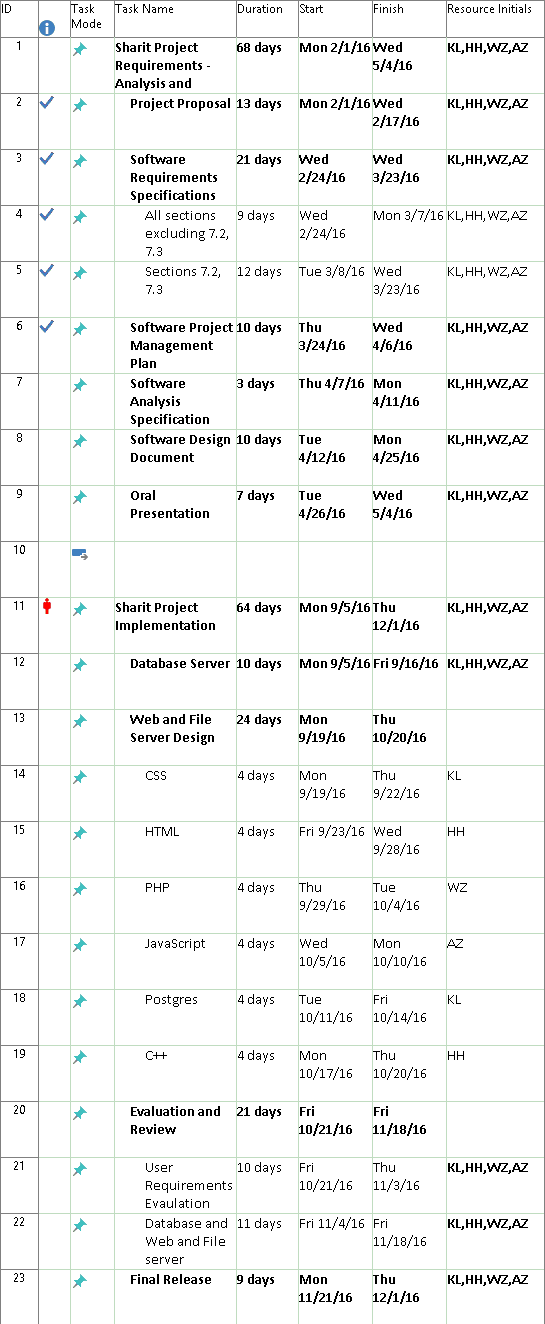 ID Task Mode Task Name Duration Start Finish Resource Initials
1 Sharit Project Requirements - Analysis and 68 days Mon 2/1/16 Wed 5/4/16 KL,HH,WZ,AZ
2 Project Proposal 13 days Mon 2/1/16 Wed 2/17/16 KL,HH,WZ,AZ
3 Software Requirements Specifications 21 days Wed 2/24/16 Wed 3/23/16 KL,HH,WZ,AZ
4 All sections excluding 7.2, 7.3 9 days Wed 2/24/16 Mon 3/7/16 KL,HH,WZ,AZ
5 Sections 7.2, 7.3 12 days Tue 3/8/16 Wed 3/23/16 KL,HH,WZ,AZ
6 Software Project Management Plan 10 days Thu 3/24/16 Wed 4/6/16 KL,HH,WZ,AZ
7 Software Analysis Specification 3 days Thu 4/7/16 Mon 4/11/16 KL,HH,WZ,AZ
8 Software Design Document 10 days Tue 4/12/16 Mon 4/25/16 KL,HH,WZ,AZ
9 Oral Presentation 7 days Tue 4/26/16 Wed 5/4/16 KL,HH,WZ,AZ
10
11 Sharit Project Implementation 64 days Mon 9/5/16 Thu 12/1/16 KL,HH,WZ,AZ
12 Database Server 10 days Mon 9/5/16 Fri 9/16/16 KL,HH,WZ,AZ
13 Web and File Server Design 24 days Mon 9/19/16 Thu 10/20/16
14 CSS 4 days Mon 9/19/16 Thu 9/22/16 KL
15 HTML 4 days Fri 9/23/16 Wed 9/28/16 HH
16 PHP 4 days Thu 9/29/16 Tue 10/4/16 WZ
17 JavaScript 4 days Wed 10/5/16 Mon 10/10/16 AZ
18 Postgres 4 days Tue 10/11/16 Fri 10/14/16 KL
19 C++ 4 days Mon 10/17/16 Thu 10/20/16 HH
20 Evaluation and Review 21 days Fri 10/21/16 Fri 11/18/16
21 User Requirements Evaulation 10 days Fri 10/21/16 Thu 11/3/16 KL,HH,WZ,AZ
22 Database and Web and File server 11 days Fri 11/4/16 Fri 11/18/16 KL,HH,WZ,AZ
23 Final Release 9 days Mon 11/21/16 Thu 12/1/16 KL,HH,WZ,AZ